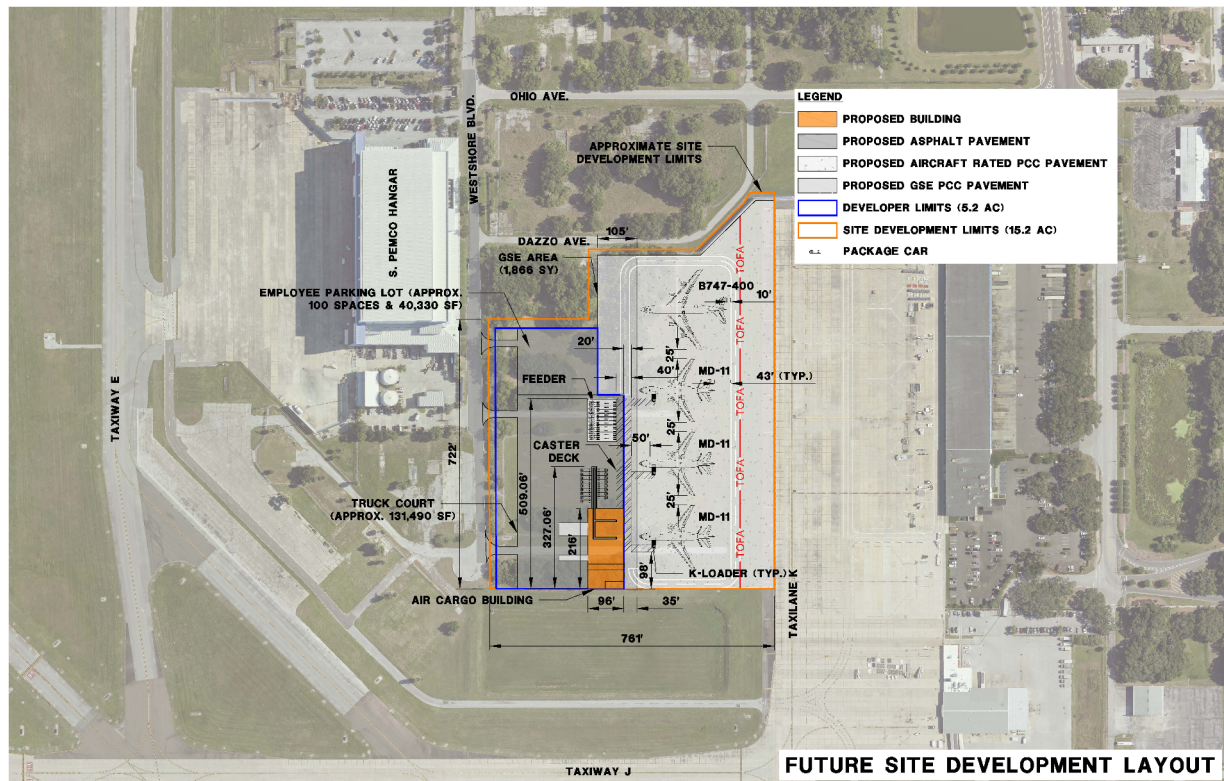 OHIO AVE.
WESTSHORE BLVD.
S. PEMCO HANGAR
LEGEND
PROPOSED BUILDING
PROPOSED ASPHALT PAVEMENT
PROPOSED AIRCRAFT RATED PCC PAVEMENT
PROPOSED GSE PCC PAVEMENT
DEVELOPER LIMITS (5.2 AC)
SITE DEVELOPMENT LIMITS (15.2 AC)
PACKAGE CAR
APPROXIMATE SITE
DEVELOPMENT LIMITS
105'
DAZZO AVE.
GSE AREA
(1,866 SY)
TOFA
B747-400
10'
EMPLOYEE PARKING LOT (APPROX.
100 SPACES & 40,330 SF)
20'
25'
TOFA
FEEDER
40'
MD-11
43' (TYP.)
TOFA
TAXIWAY E
722'
509.06'
CASTER
DECK
50'
25'
MD-11
TOFA
TRUCK COURT
(APPROX. 131,490 SF)
327.06'
216'
25'
MD-11
TOFA
98'
K-LOADER (TYP.)
TAXILANE K
AIR CARGO BUILDING
96'
35'
761'
TAXIWAY J
FUTURE SITE DEVELOPMENT LAYOUT